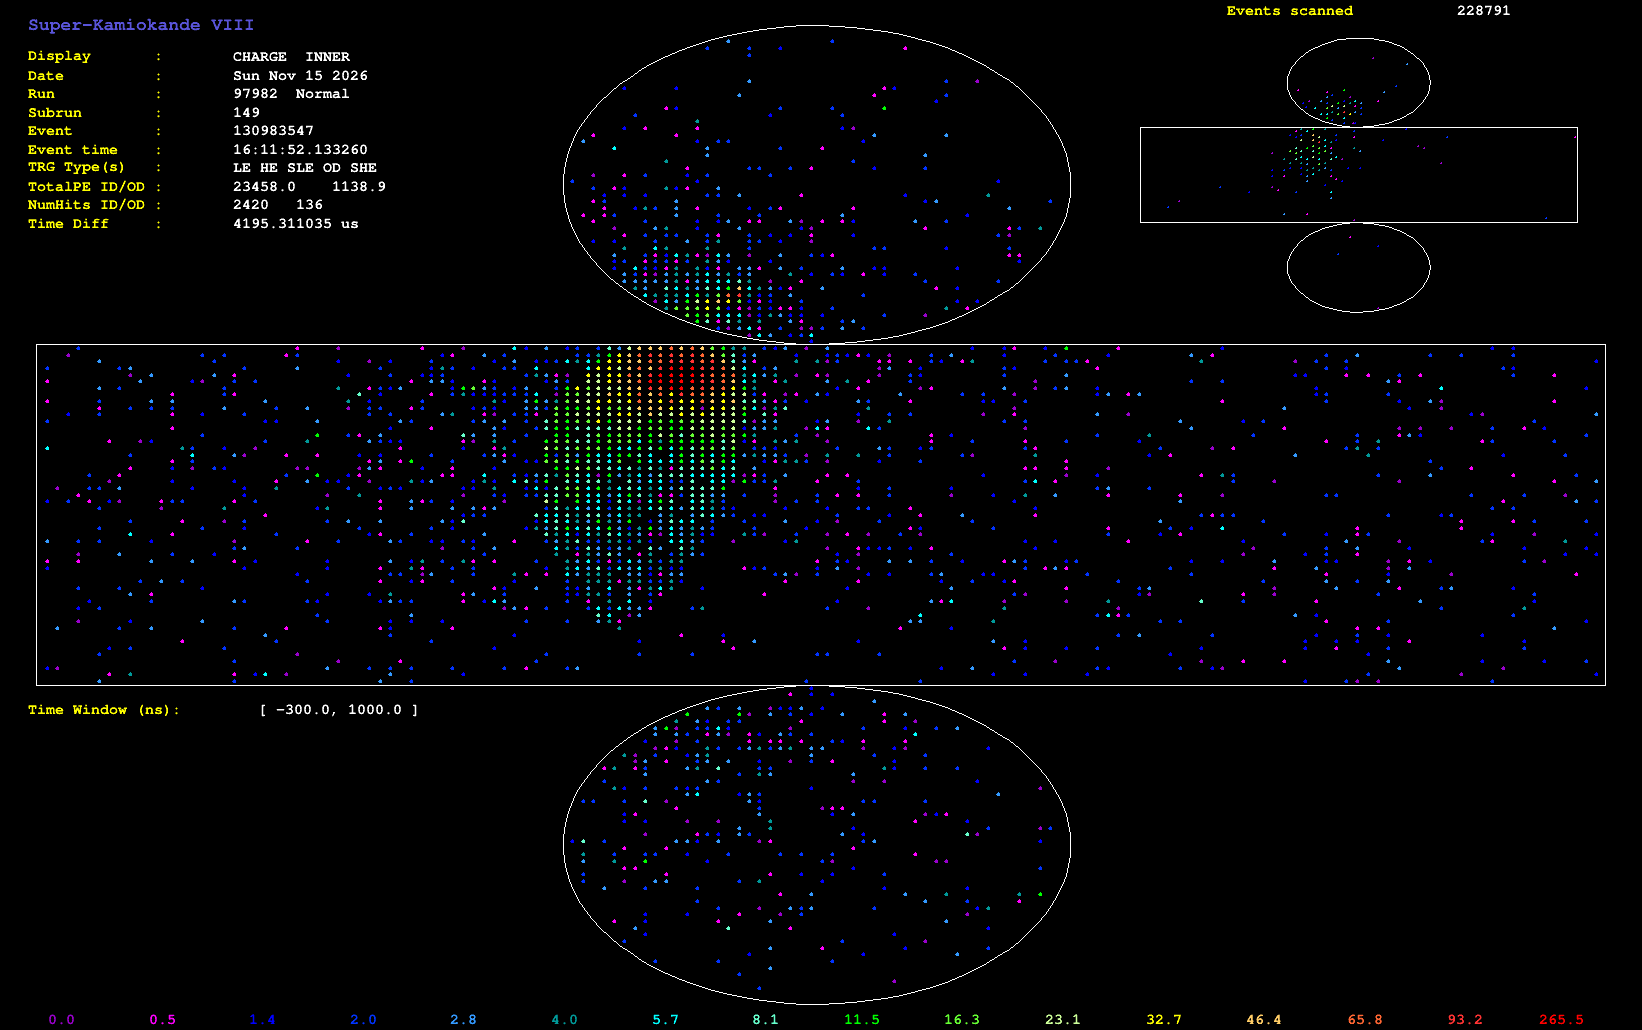 Super-Kamiokande VIII
Display : CHARGE INNER
Date : Sun Nov 15 2026
Run : 97982 Normal
Subrun : 149
Event : 130983547
Event time : 16:11:52.133260
TRG Type(s) : LE HE SLE OD SHE
TotalPE ID/OD : 23458.0 1138.9
NumHits ID/OD : 2420 136
Time Diff : 4195.311035 us
Events scanned 228791
Time Window (ns): [ -300.0, 1000.0 ]
0.0 0.5 1.4 2.0 2.8 4.0 5.7 8.1 11.5 16.3 23.1 32.7 46.4 65.8 93.2 265.5